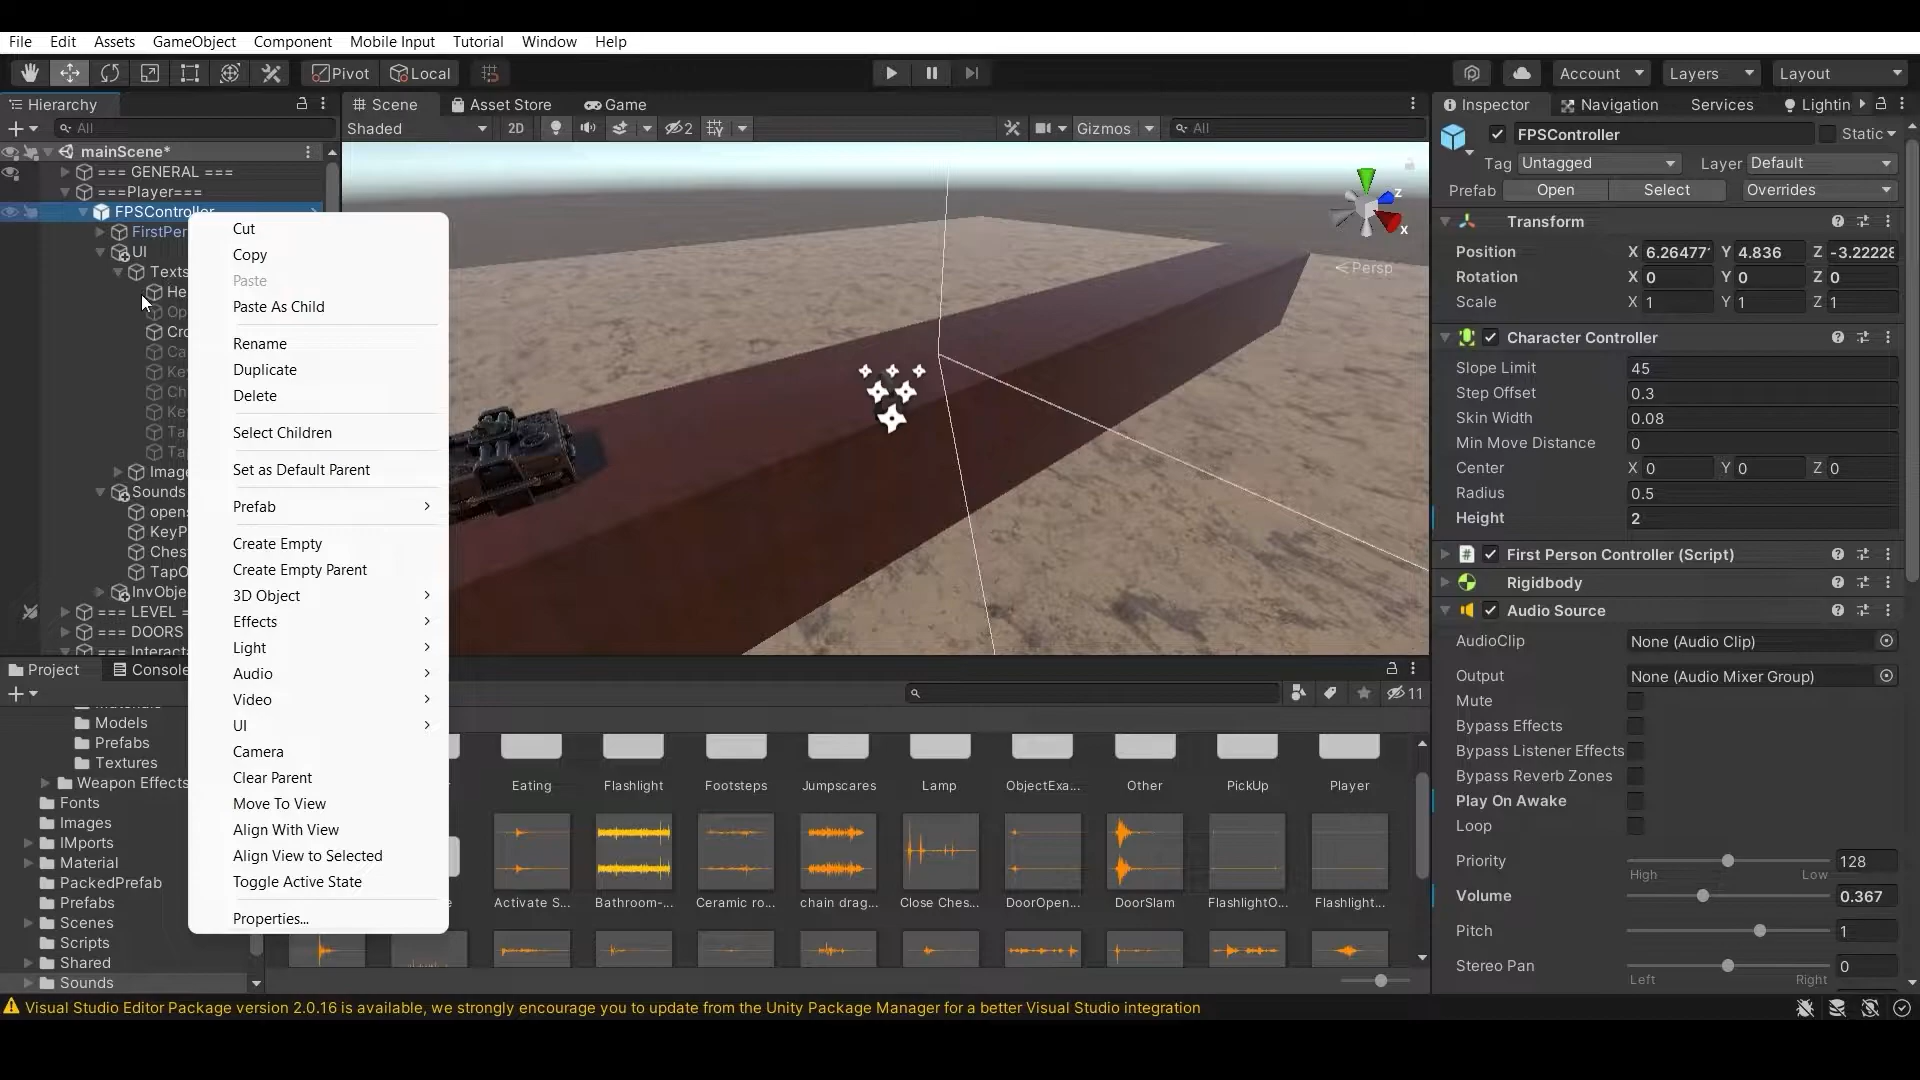 File Edit Assets GameObject Component Mobile Input Tutorial Window Help
Pivot Local Account Layers Layout
Hierarchy
All
mainScene*
=== GENERAL ===
===Player===
FPSController
FirstPer
UI
Texts
He
Op
Cro
Ca
Key
Ch
Key
Tap
Ta
Image
Sounds
open
KeyP
Ches
TapO
InvObje
=== LEVEL =
=== DOORS
=== Interact
Cut
Copy
Paste
Paste As Child
Rename
Duplicate
Delete
Select Children
Set as Default Parent
Prefab
Create Empty
Create Empty Parent
3D Object
Effects
Light
Audio
Video
UI
Camera
Clear Parent
Move To View
Align With View
Align View to Selected
Toggle Active State
Properties...
Scene Asset Store Game
Shaded 2D 2 Gizmos All
Z
X
Persp
Project Console
11
Models
Prefabs
Textures
Weapon Effects
Fonts
Images
IMports
Material
PackedPrefab
Prefabs
Scenes
Scripts
Shared
Sounds
Eating Flashlight Footsteps Jumpscares Lamp ObjectExa... Other PickUp Player
Activate S... Bathroom-... Ceramic ro... chain drag... Close Ches... DoorOpen... DoorSlam FlashlightO... Flashlight...
Inspector Navigation Services Lightin
FPSController Static
Tag Untagged Layer Default
Prefab Open Select Overrides
Transform
Position X 6.26477 Y 4.836 Z -3.2222
Rotation X 0 Y 0 Z 0
Scale X 1 Y 1 Z 1
Character Controller
Slope Limit 45
Step Offset 0.3
Skin Width 0.08
Min Move Distance 0
Center X 0 Y 0 Z 0
Radius 0.5
Height 2
First Person Controller (Script)
Rigidbody
Audio Source
AudioClip None (Audio Clip)
Output None (Audio Mixer Group)
Mute
Bypass Effects
Bypass Listener Effects
Bypass Reverb Zones
Play On Awake
Loop
Priority 128
High Low
Volume 0.367
Pitch 1
Stereo Pan 0
Left Right
Visual Studio Editor Package version 2.0.16 is available, we strongly encourage you to update from the Unity Package Manager for a better Visual Studio integration